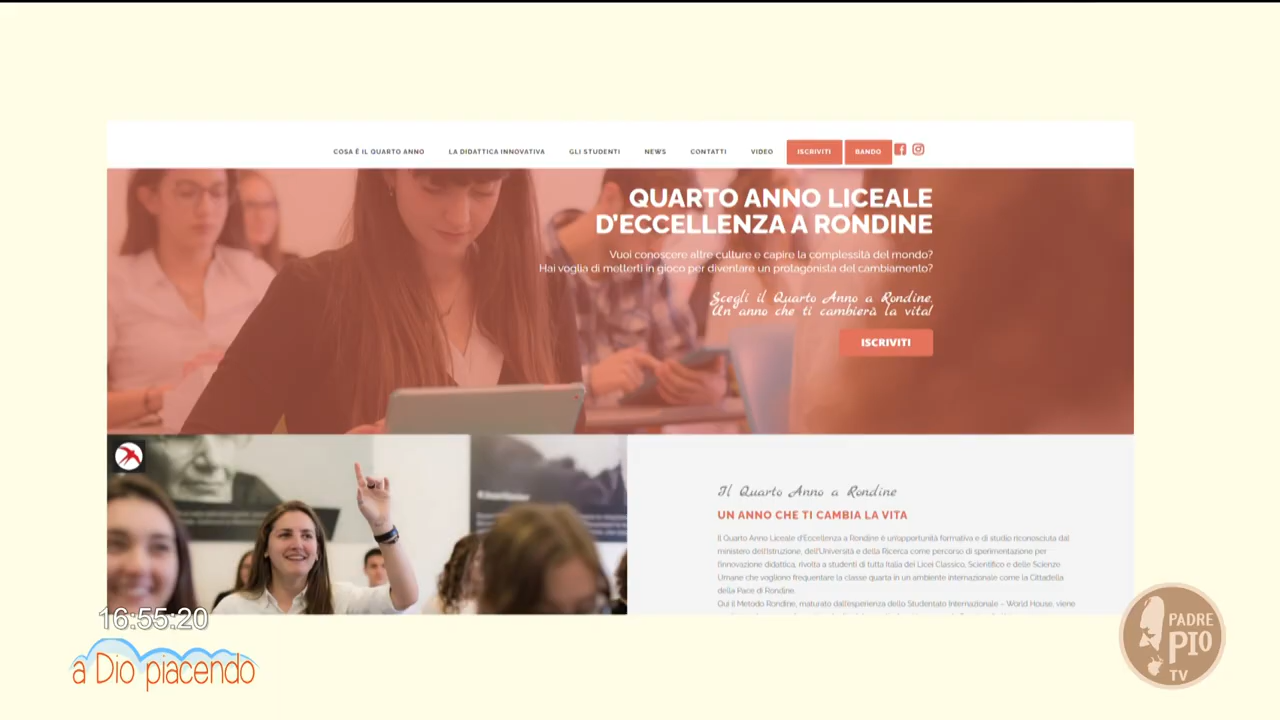 COSA È IL QUARTO ANNO LA DIDATTICA INNOVATIVA GLI STUDENTI NEWS CONTATTI VIDEO ISCRIVITI BANDO
QUARTO ANNO LICEALE
D'ECCELLENZA A RONDINE
Vuoi conoscere altre culture e capire la complessità del mondo?
Hai voglia di metterti in gioco per diventare un protagonista del cambiamento?
Scegli il Quarto Anno a Rondine,
Un anno che ti cambierà la vita!
ISCRIVITI
Il Quarto Anno a Rondine
UN ANNO CHE TI CAMBIA LA VITA
Il Quarto Anno Liceale d'Eccellenza a Rondine è un'opportunità formativa e di studio riconosciuta dal
ministero dell'Istruzione, dell'Università e della Ricerca come percorso di sperimentazione per
l'innovazione didattica, rivolta a studenti di tutta Italia dei Licei Classico, Scientifico e delle Scienze
Umane che vogliono frequentare la classe quarta in un ambiente internazionale come la Cittadella
della Pace di Rondine.
Qui il Metodo Rondine, maturato dall'esperienza dello Studentato Internazionale – World House, viene
16:55:20
a Dio piacendo
PADRE
PIO
TV